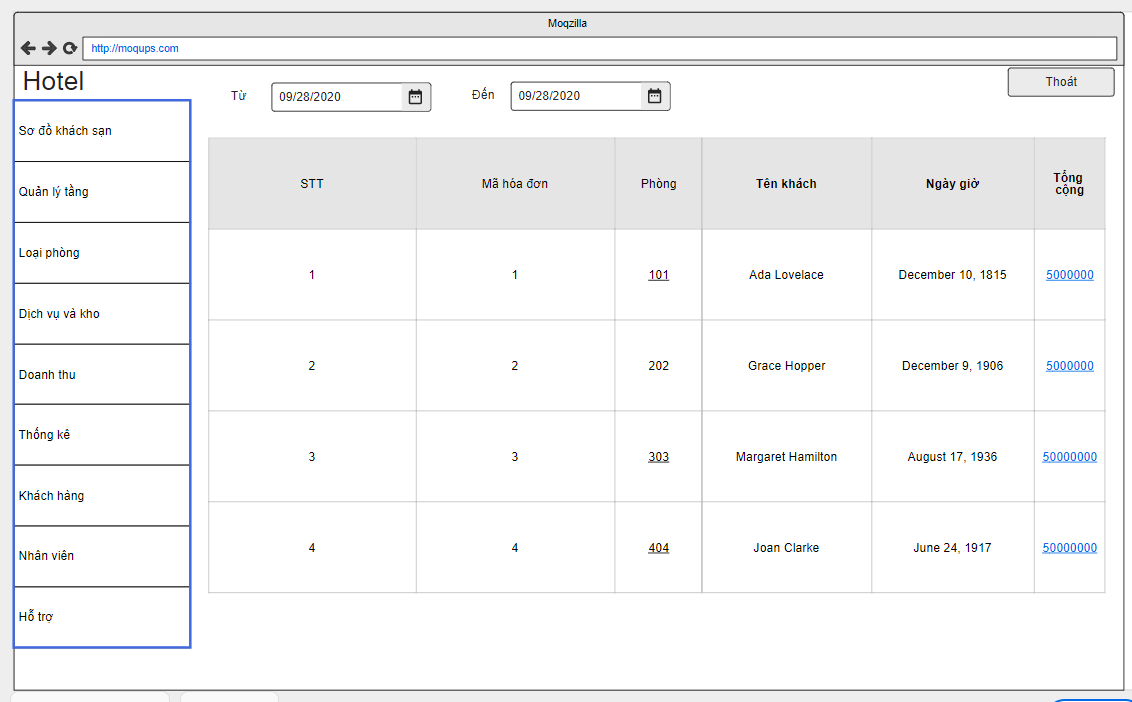 Moqzilla
http://moqups.com
Hotel
Từ
09/28/2020
Đến
09/28/2020
Thoát
Sơ đồ khách sạn
Quản lý tầng
Loại phòng
Dịch vụ và kho
Doanh thu
Thống kê
Khách hàng
Nhân viên
Hỗ trợ
STT Mã hóa đơn Phòng Tên khách Ngày giờ Tổng
cộng
1 1 101 Ada Lovelace December 10, 1815 5000000
2 2 202 Grace Hopper December 9, 1906 5000000
3 3 303 Margaret Hamilton August 17, 1936 50000000
4 4 404 Joan Clarke June 24, 1917 50000000